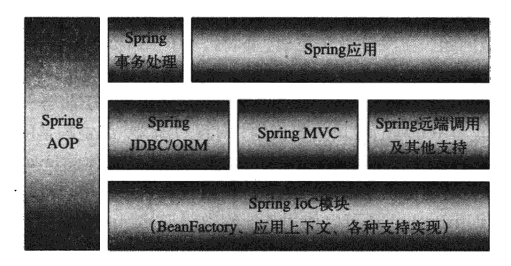 Spring
AOP
Spring
事务处理
Spring应用
Spring
JDBC/ORM
Spring MVC
Spring远端调用
及其他支持
Spring IoC模块
（BeanFactory、应用上下文、各种支持实现）